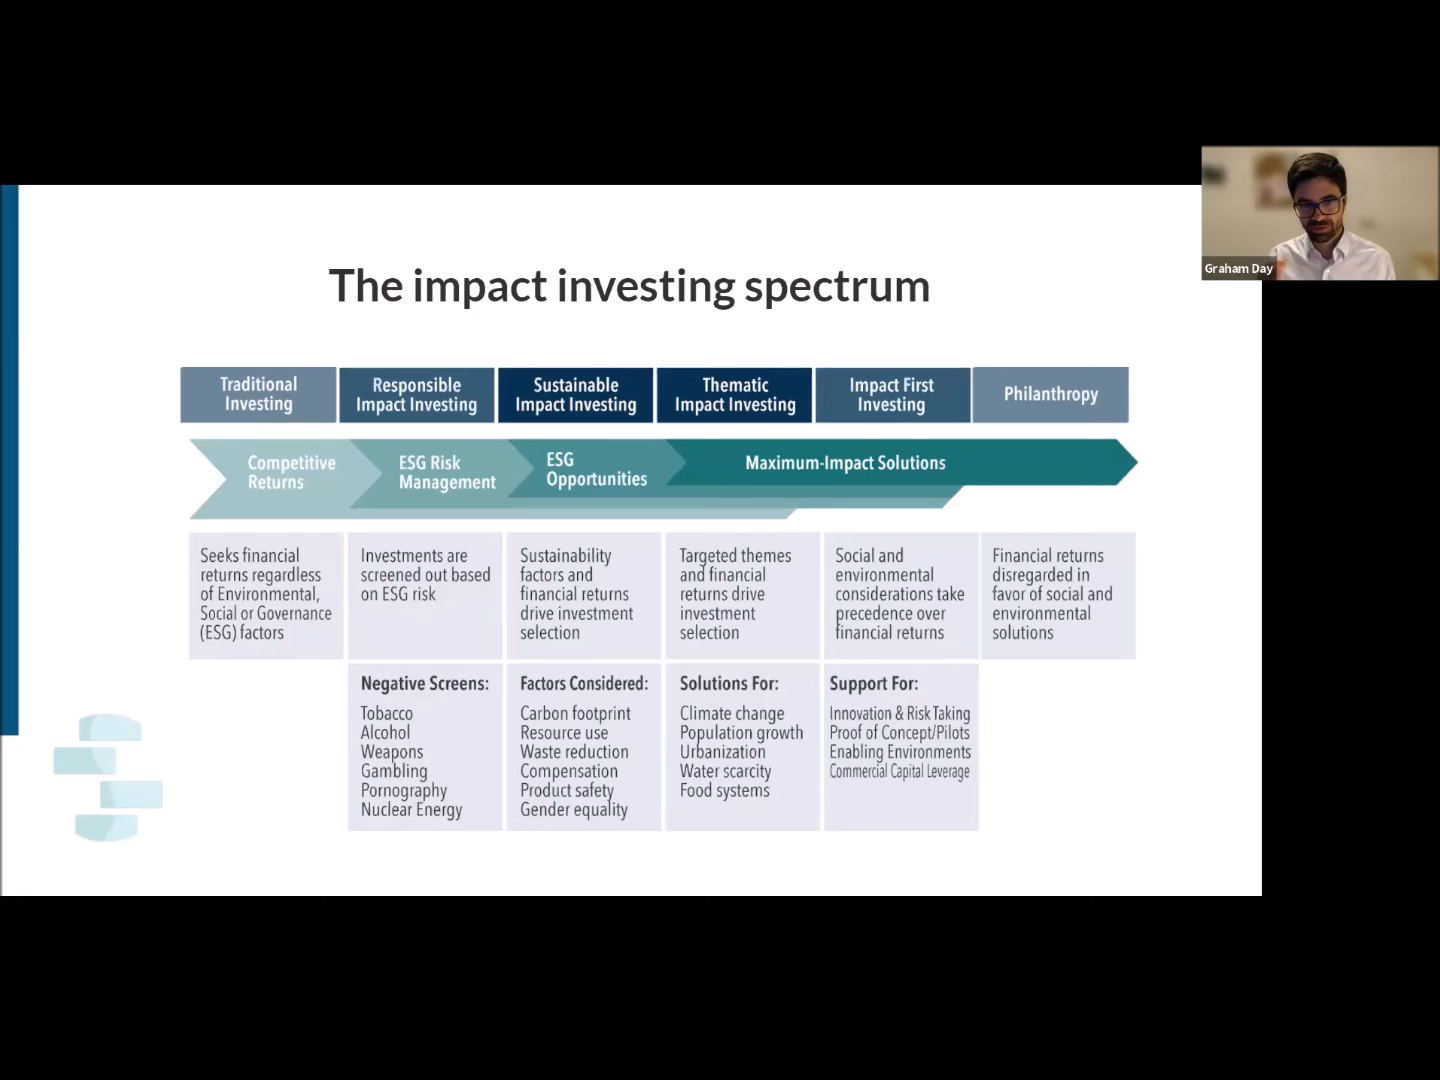 Graham Day
The impact investing spectrum
Traditional
Investing
Responsible
Impact Investing
Sustainable
Impact Investing
Thematic
Impact Investing
Impact First
Investing
Philanthropy
Competitive
Returns
ESG Risk
Management
ESG
Opportunities
Maximum-Impact Solutions
Seeks financial
returns regardless
of Environmental,
Social or Governance
(ESG) factors
Investments are
screened out based
on ESG risk
Sustainability
factors and
financial returns
drive investment
selection
Targeted themes
and financial
returns drive
investment
selection
Social and
environmental
considerations take
precedence over
financial returns
Financial returns
disregarded in
favor of social and
environmental
solutions
Negative Screens:
Tobacco
Alcohol
Weapons
Gambling
Pornography
Nuclear Energy
Factors Considered:
Carbon footprint
Resource use
Waste reduction
Compensation
Product safety
Gender equality
Solutions For:
Climate change
Population growth
Urbanization
Water scarcity
Food systems
Support For:
Innovation & Risk Taking
Proof of Concept/Pilots
Enabling Environments
Commercial Capital Leverage